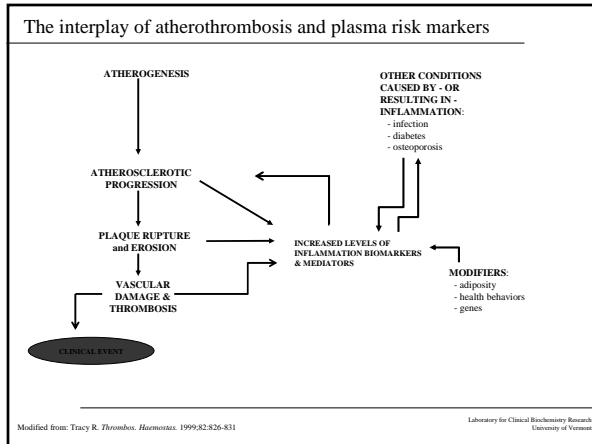 The interplay of atherothrombosis and plasma risk markers
ATHEROGENESIS
OTHER CONDITIONS
CAUSED BY - OR
RESULTING IN -
INFLAMMATION:
- infection
- diabetes
- osteoporosis
ATHEROSCLEROTIC
PROGRESSION
PLAQUE RUPTURE
and EROSION
INCREASED LEVELS OF
INFLAMMATION BIOMARKERS
& MEDIATORS
VASCULAR
DAMAGE &
THROMBOSIS
MODIFIERS:
- adiposity
- health behaviors
- genes
CLINICAL EVENT
Modified from: Tracy R. Thrombos. Haemostas. 1999;82:826-831
Laboratory for Clinical Biochemistry Research
University of Vermont